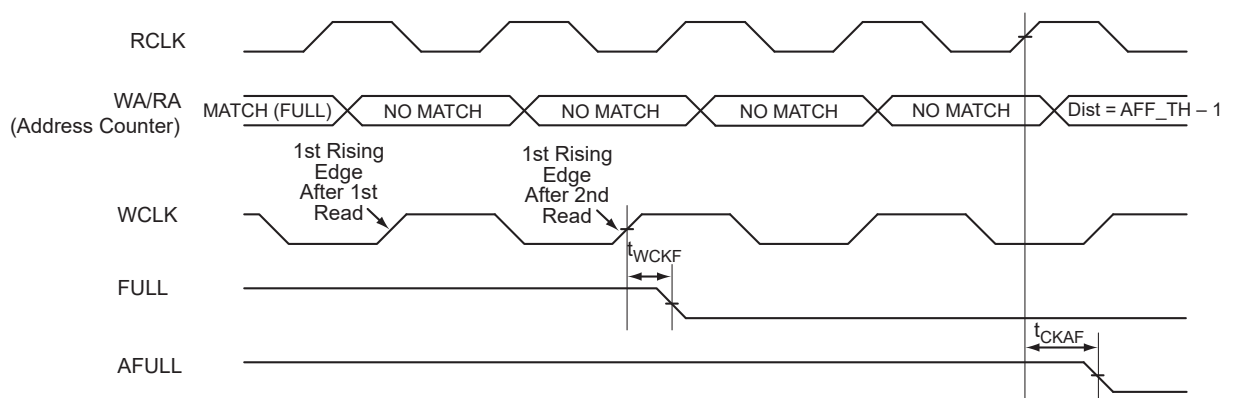 RCLK
WA/RA
(Address Counter)
MATCH (FULL)
NO MATCH
NO MATCH
NO MATCH
NO MATCH
Dist = AFF_TH – 1
1st Rising
Edge
After 1st
Read
1st Rising
Edge
After 2nd
Read
WCLK
tWCKF
FULL
tCKAF
AFULL